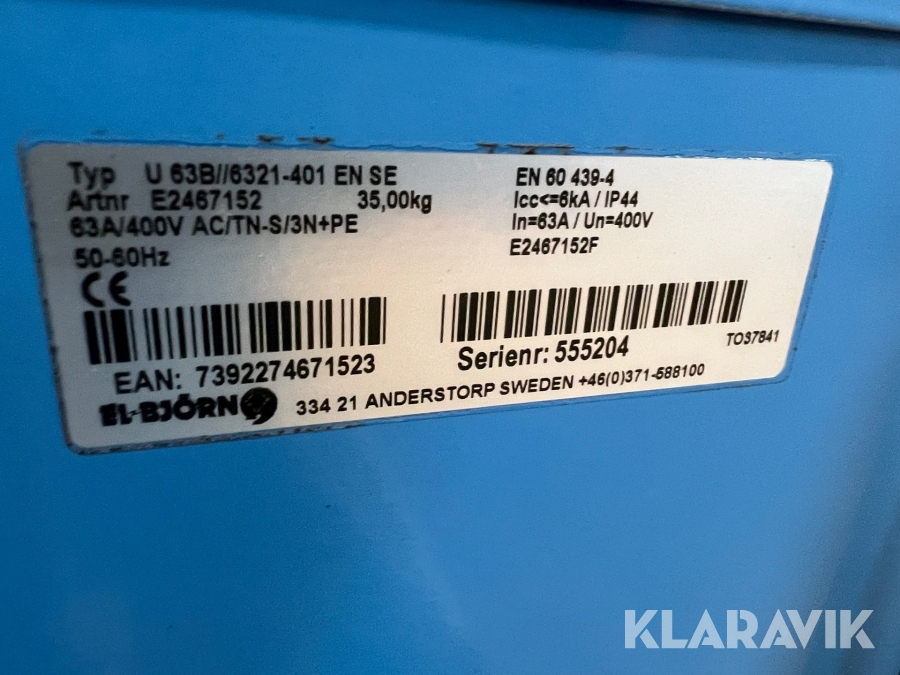 Typ U 63B//6321-401 EN SE
Artnr E2467152 35,00kg
63A/400V AC/TN-S/3N+PE
50-60Hz
EN 60 439-4
Icc<=6kA / IP44
In=63A / Un=400V
E2467152F
CE
EAN: 7392274671523
Serienr: 555204
TO37841
EL-BJÖRN 334 21 ANDERSTORP SWEDEN +46(0)371-588100
KLARAVIK